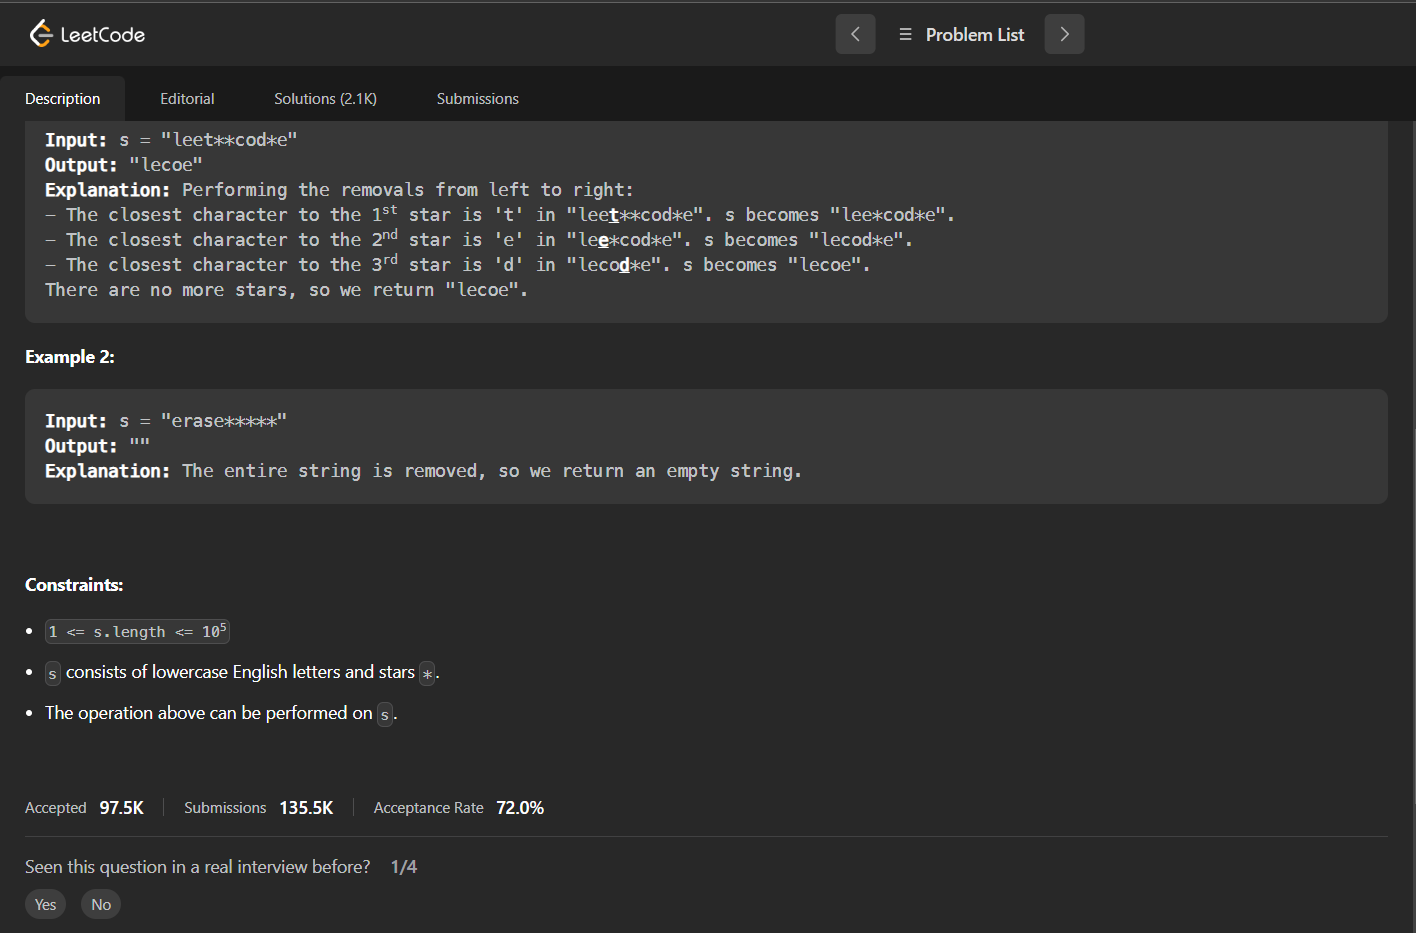 LeetCode
Problem List
Description Editorial Solutions (2.1K) Submissions
Input: s = "leet**cod*e"
Output: "lecoe"
Explanation: Performing the removals from left to right:
- The closest character to the 1st star is 't' in "leet**cod*e". s becomes "lee*cod*e".
- The closest character to the 2nd star is 'e' in "lee*cod*e". s becomes "lecod*e".
- The closest character to the 3rd star is 'd' in "lecod*e". s becomes "lecoe".
There are no more stars, so we return "lecoe".
Example 2:
Input: s = "erase*****"
Output: ""
Explanation: The entire string is removed, so we return an empty string.
Constraints:
• 1 <= s.length <= 10⁵
• s consists of lowercase English letters and stars *.
• The operation above can be performed on s.
Accepted 97.5K Submissions 135.5K Acceptance Rate 72.0%
Seen this question in a real interview before? 1/4
Yes No